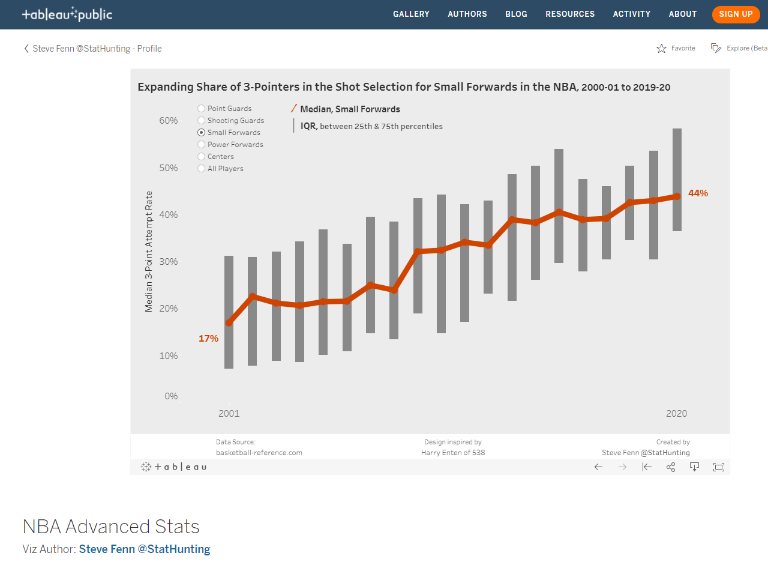 +ableau+public
GALLERY AUTHORS BLOG RESOURCES ACTIVITY ABOUT SIGN UP
Steve Fenn @StatHunting - Profile
Favorite
Explore (Beta
Expanding Share of 3-Pointers in the Shot Selection for Small Forwards in the NBA, 2000-01 to 2019-20
Point Guards
Shooting Guards
Small Forwards
Power Forwards
Centers
All Players
Median, Small Forwards
IQR, between 25th & 75th percentiles
Median 3-Point Attempt Rate
60%
50%
40%
30%
20%
10%
0%
17%
44%
2001
2020
Data Source:
basketball-reference.com
Design inspired by
Harry Enten of 538
Created by
Steve Fenn @StatHunting
+ableau
NBA Advanced Stats
Viz Author: Steve Fenn @StatHunting